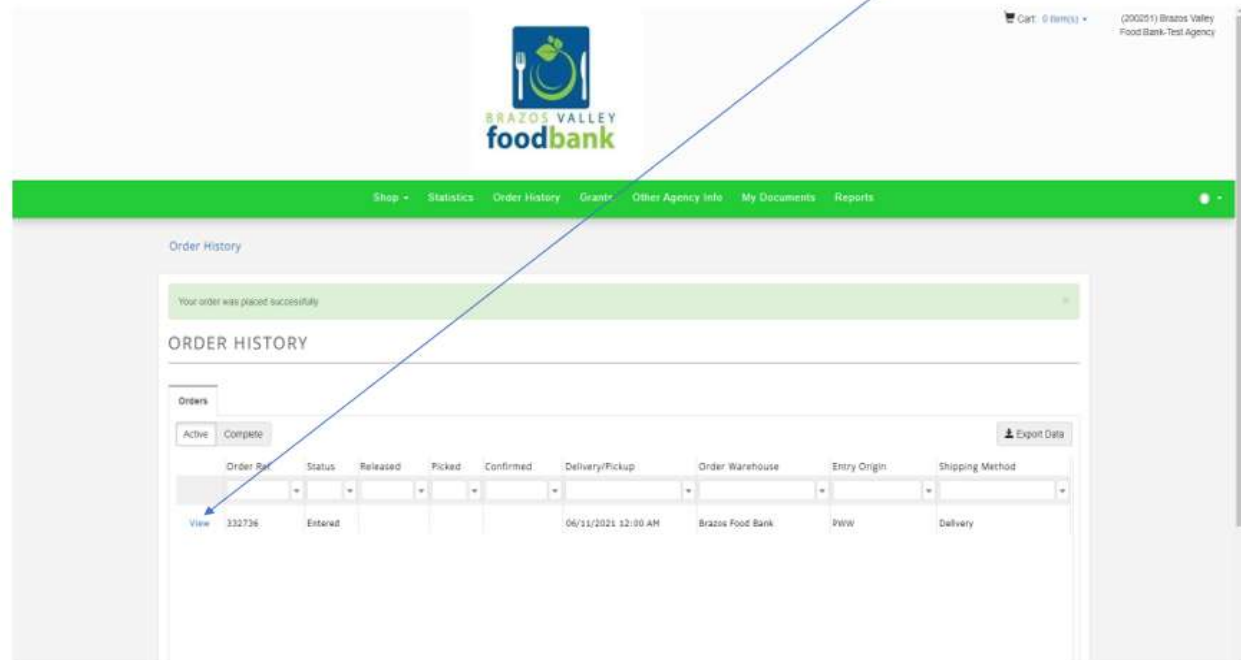 Cart 0 item(s)
(200251) Brazos Valley
Food Bank-Test Agency
BRAZOS VALLEY
foodbank
Shop Statistics Order History Grants Other Agency Info My Documents Reports
Order History
Your order was placed successfully
×
ORDER HISTORY
Orders
Active Complete Export Data
Order Ref Status Released Picked Confirmed Delivery/Pickup Order Warehouse Entry Origin Shipping Method
View 332736 Entered 06/11/2021 12:00 AM Brazos Food Bank PWW Delivery